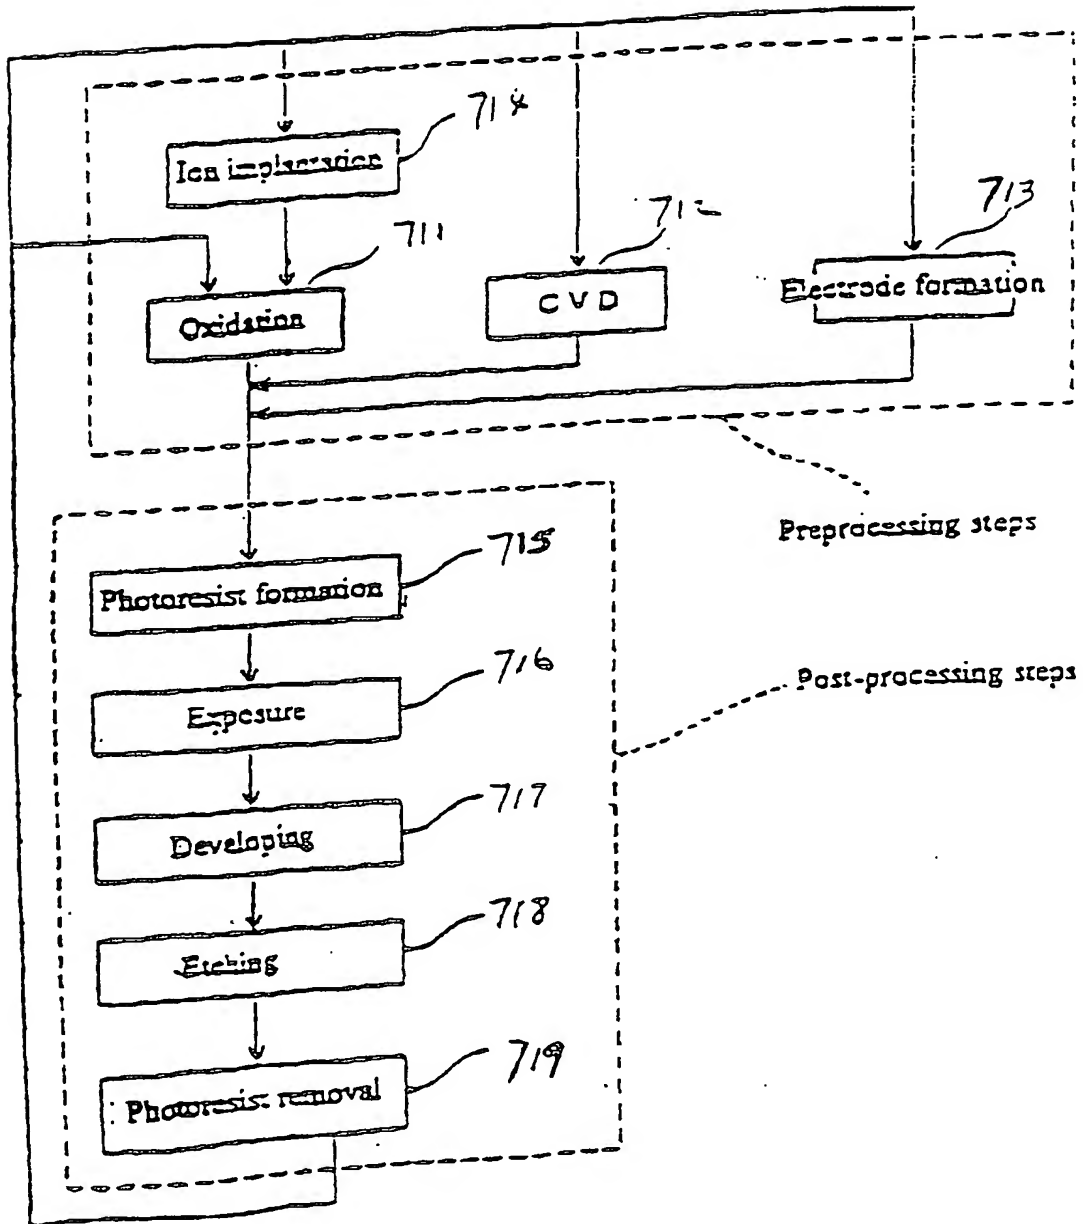 714
Ion implantation
711
712
713
Oxidation
CVD
Electrode formation
Preprocessing steps
715
Photoresist formation
716
Post-processing steps
Exposure
717
Developing
718
Etching
719
Photoresist removal